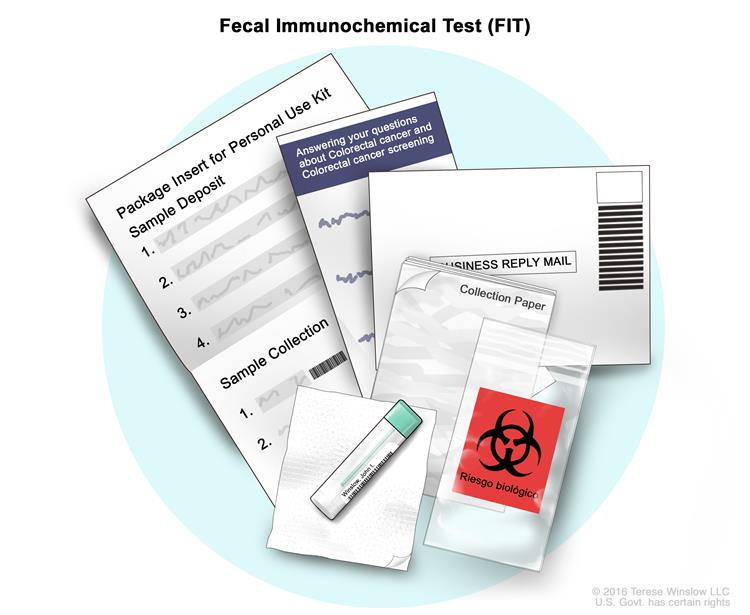 Fecal Immunochemical Test (FIT)
Package Insert for Personal Use Kit
Sample Deposit
1.
2.
3.
4.
Sample Collection
1.
2.
Answering your questions
about Colorectal cancer and
Colorectal cancer screening
BUSINESS REPLY MAIL
Collection Paper
Winslow, John L.
Riesgo biológico
© 2016 Terese Winslow LLC
U.S. Govt. has certain rights